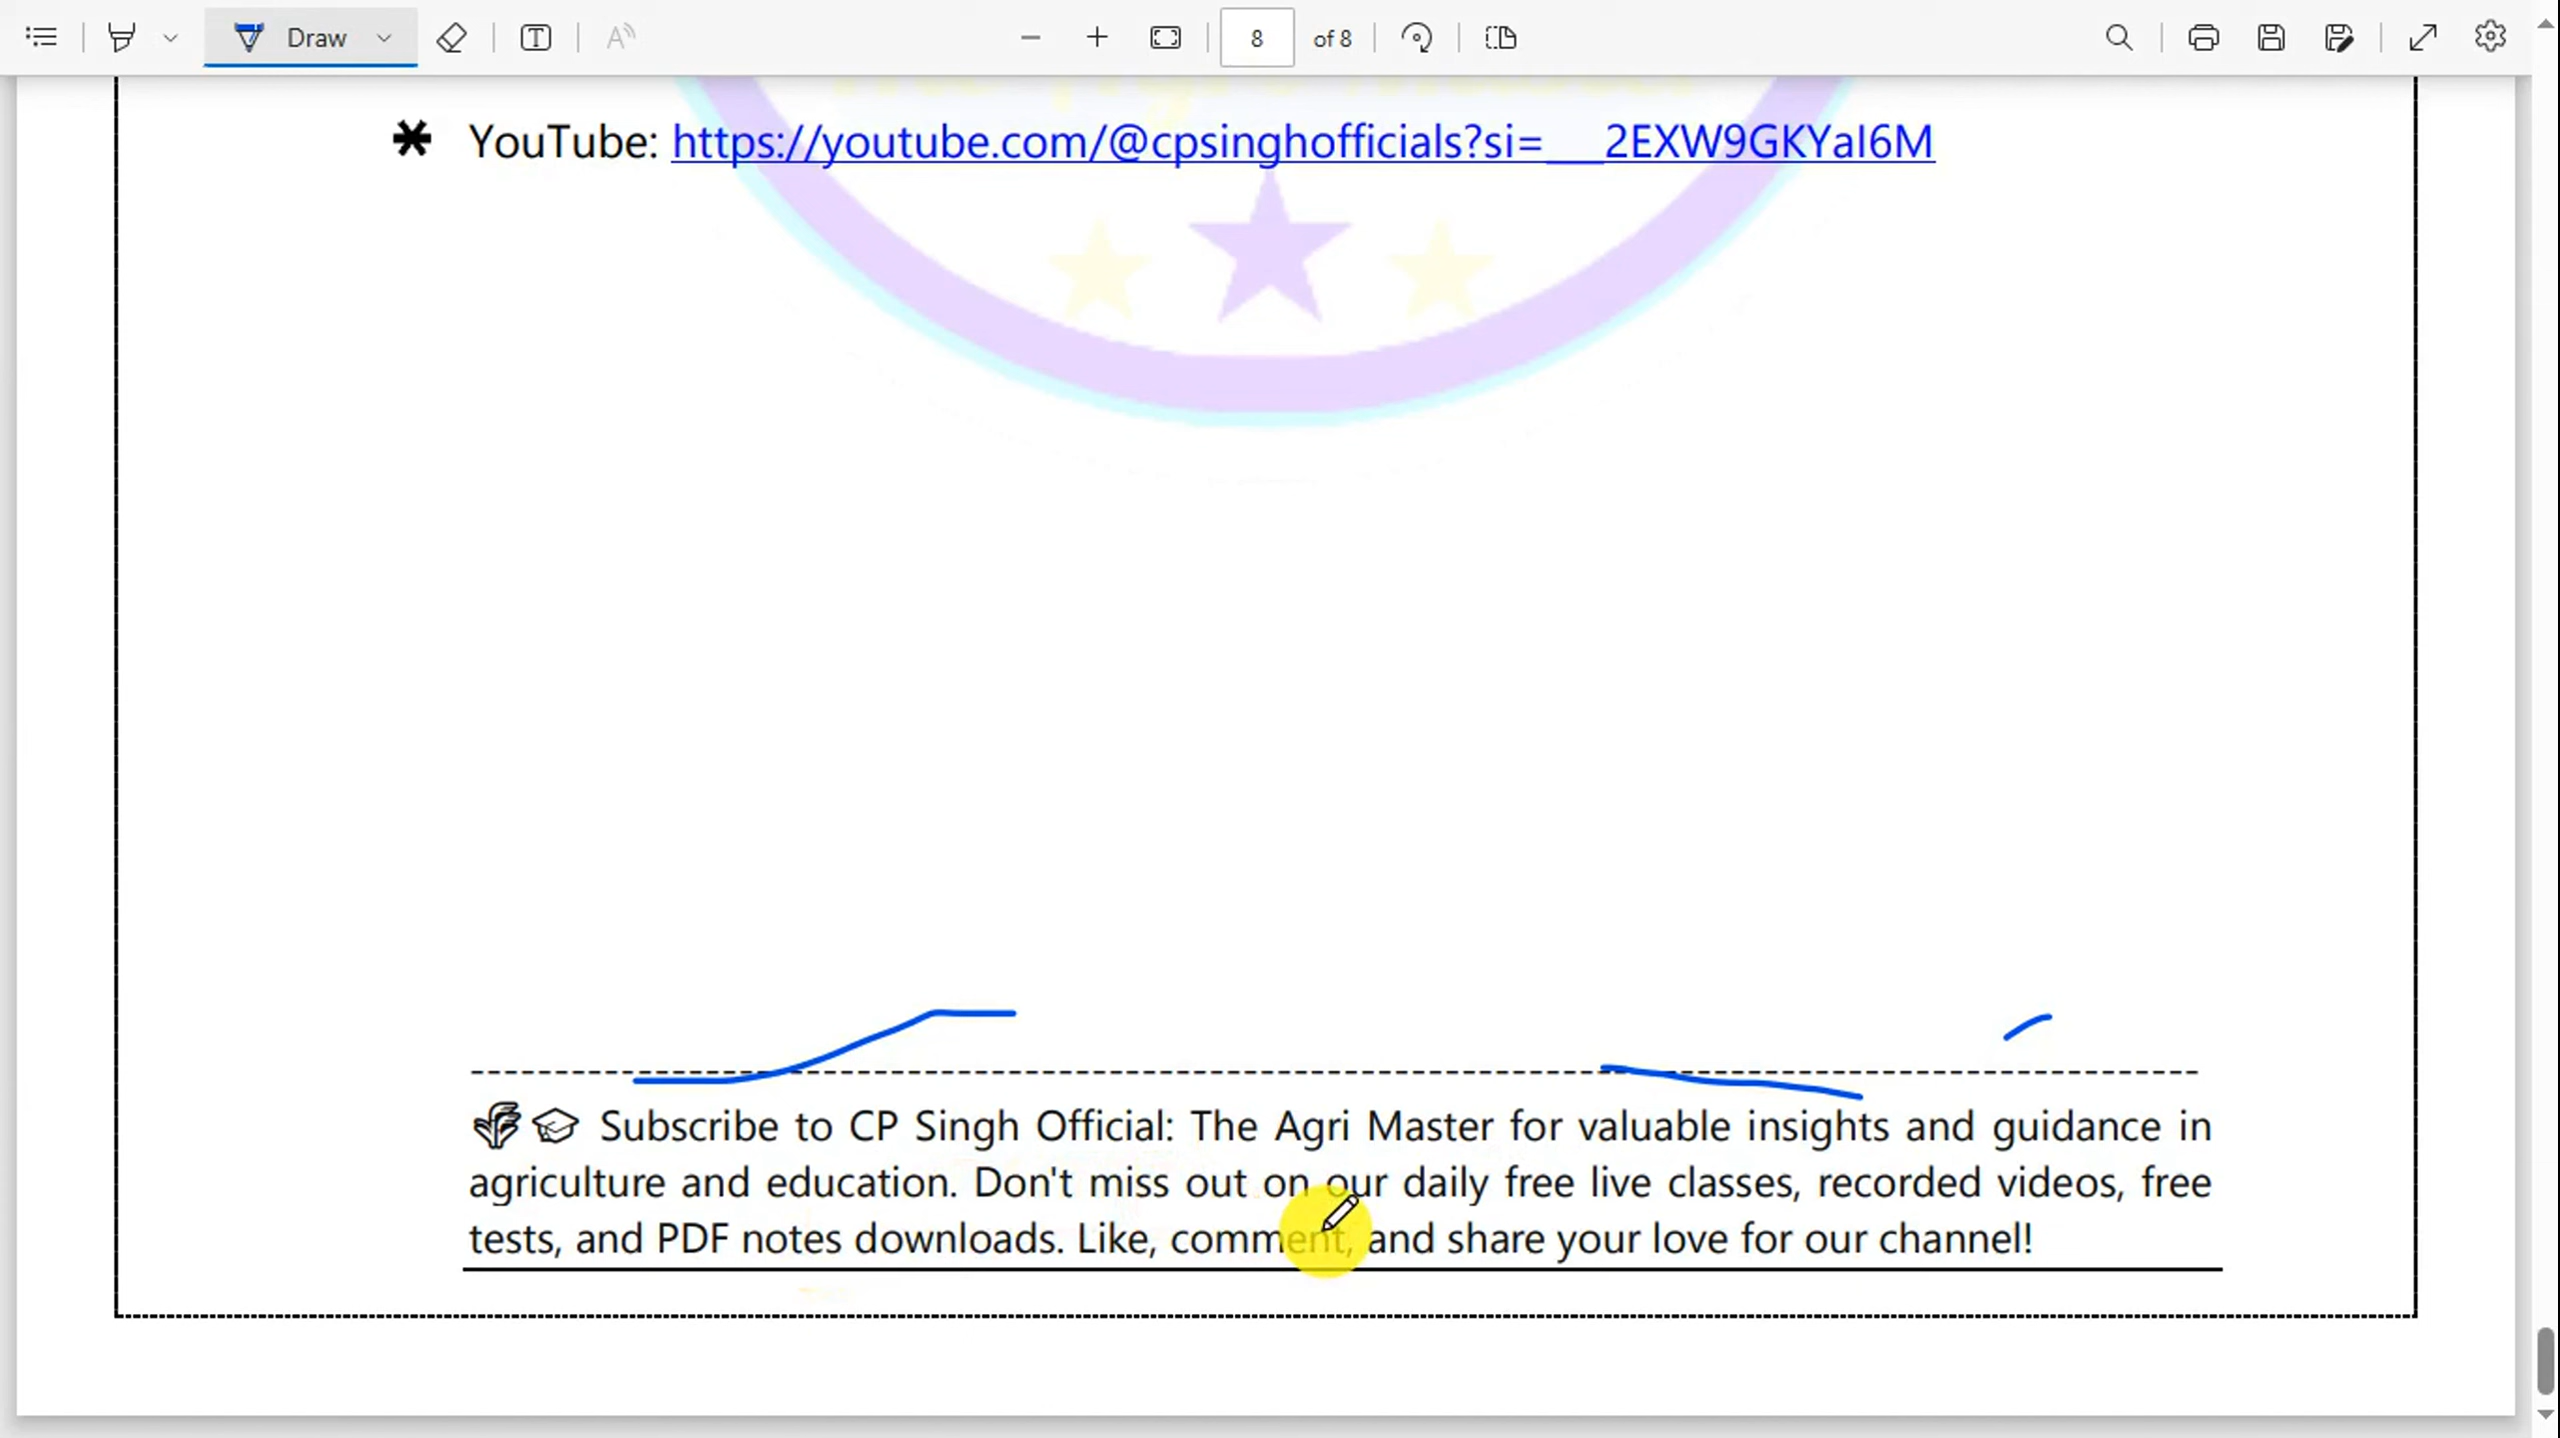 Draw
8 of 8
YouTube: https://youtube.com/@cpsinghofficials?si=___2EXW9GKYaI6M
Subscribe to CP Singh Official: The Agri Master for valuable insights and guidance in
agriculture and education. Don't miss out on our daily free live classes, recorded videos, free
tests, and PDF notes downloads. Like, comment, and share your love for our channel!